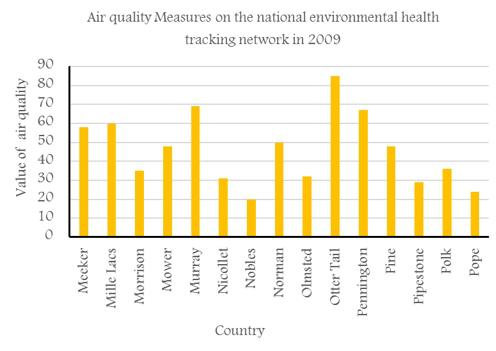 Air quality Measures on the national environmental health
tracking network in 2009
Value of air quality
90
80
70
60
50
40
30
20
10
0
Meeker
Mille Lacs
Morrison
Mower
Murray
Nicollet
Nobles
Norman
Olmsted
Otter Tail
Pennington
Pine
Pipestone
Polk
Pope
Country